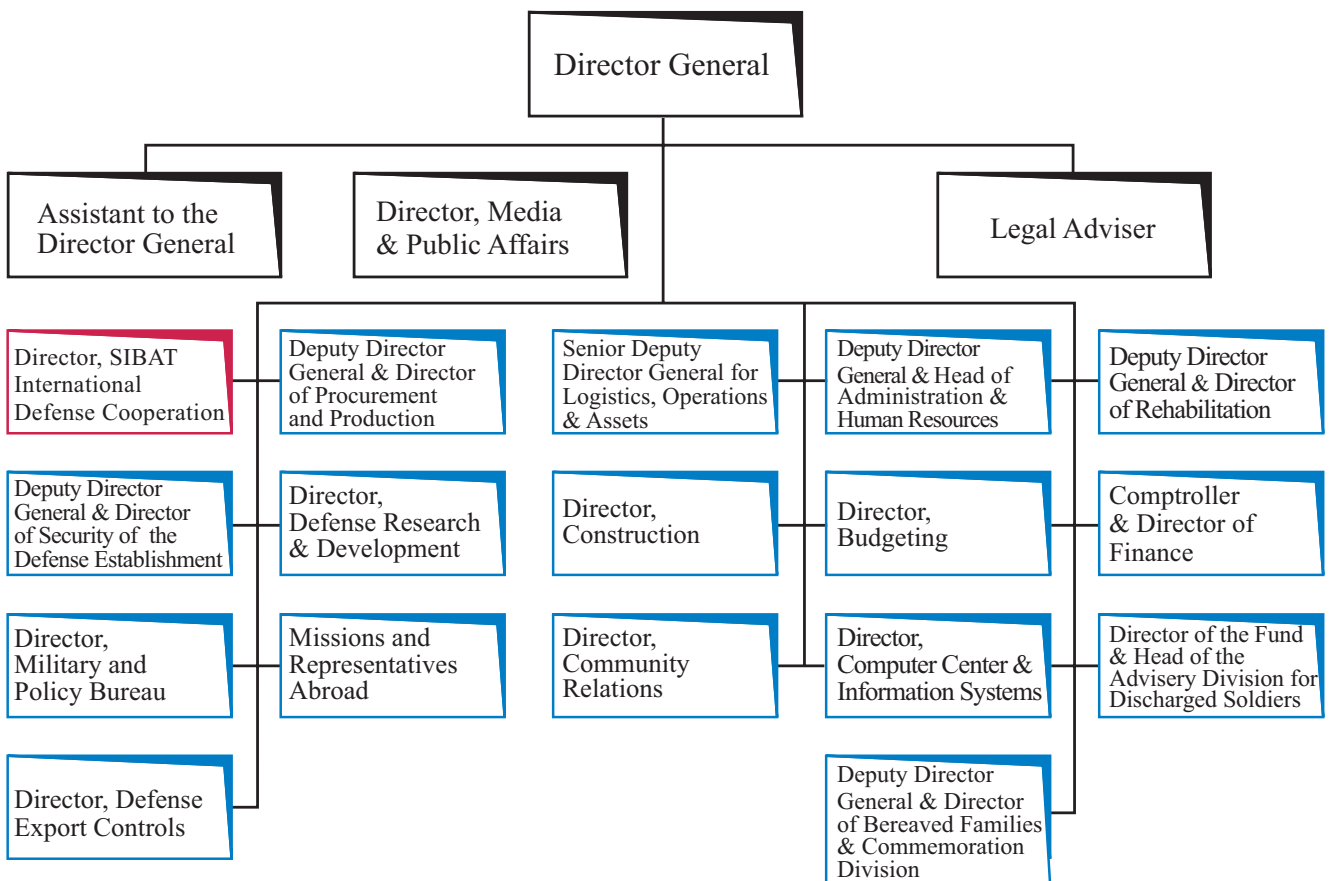 Director General
Assistant to the
Director General
Director, Media
& Public Affairs
Legal Adviser
Director, SIBAT
International
Defense Cooperation
Deputy Director
General & Director
of Procurement
and Production
Senior Deputy
Director General for
Logistics, Operations
& Assets
Deputy Director
General & Head of
Administration &
Human Resources
Deputy Director
General & Director
of Rehabilitation
Deputy Director
General & Director
of Security of the
Defense Establishment
Director,
Defense Research
& Development
Director,
Construction
Director,
Budgeting
Comptroller
& Director of
Finance
Director,
Military and
Policy Bureau
Missions and
Representatives
Abroad
Director,
Community
Relations
Director,
Computer Center &
Information Systems
Director of the Fund
& Head of the
Advisery Division for
Discharged Soldiers
Director, Defense
Export Controls
Deputy Director
General & Director
of Bereaved Families
& Commemoration
Division